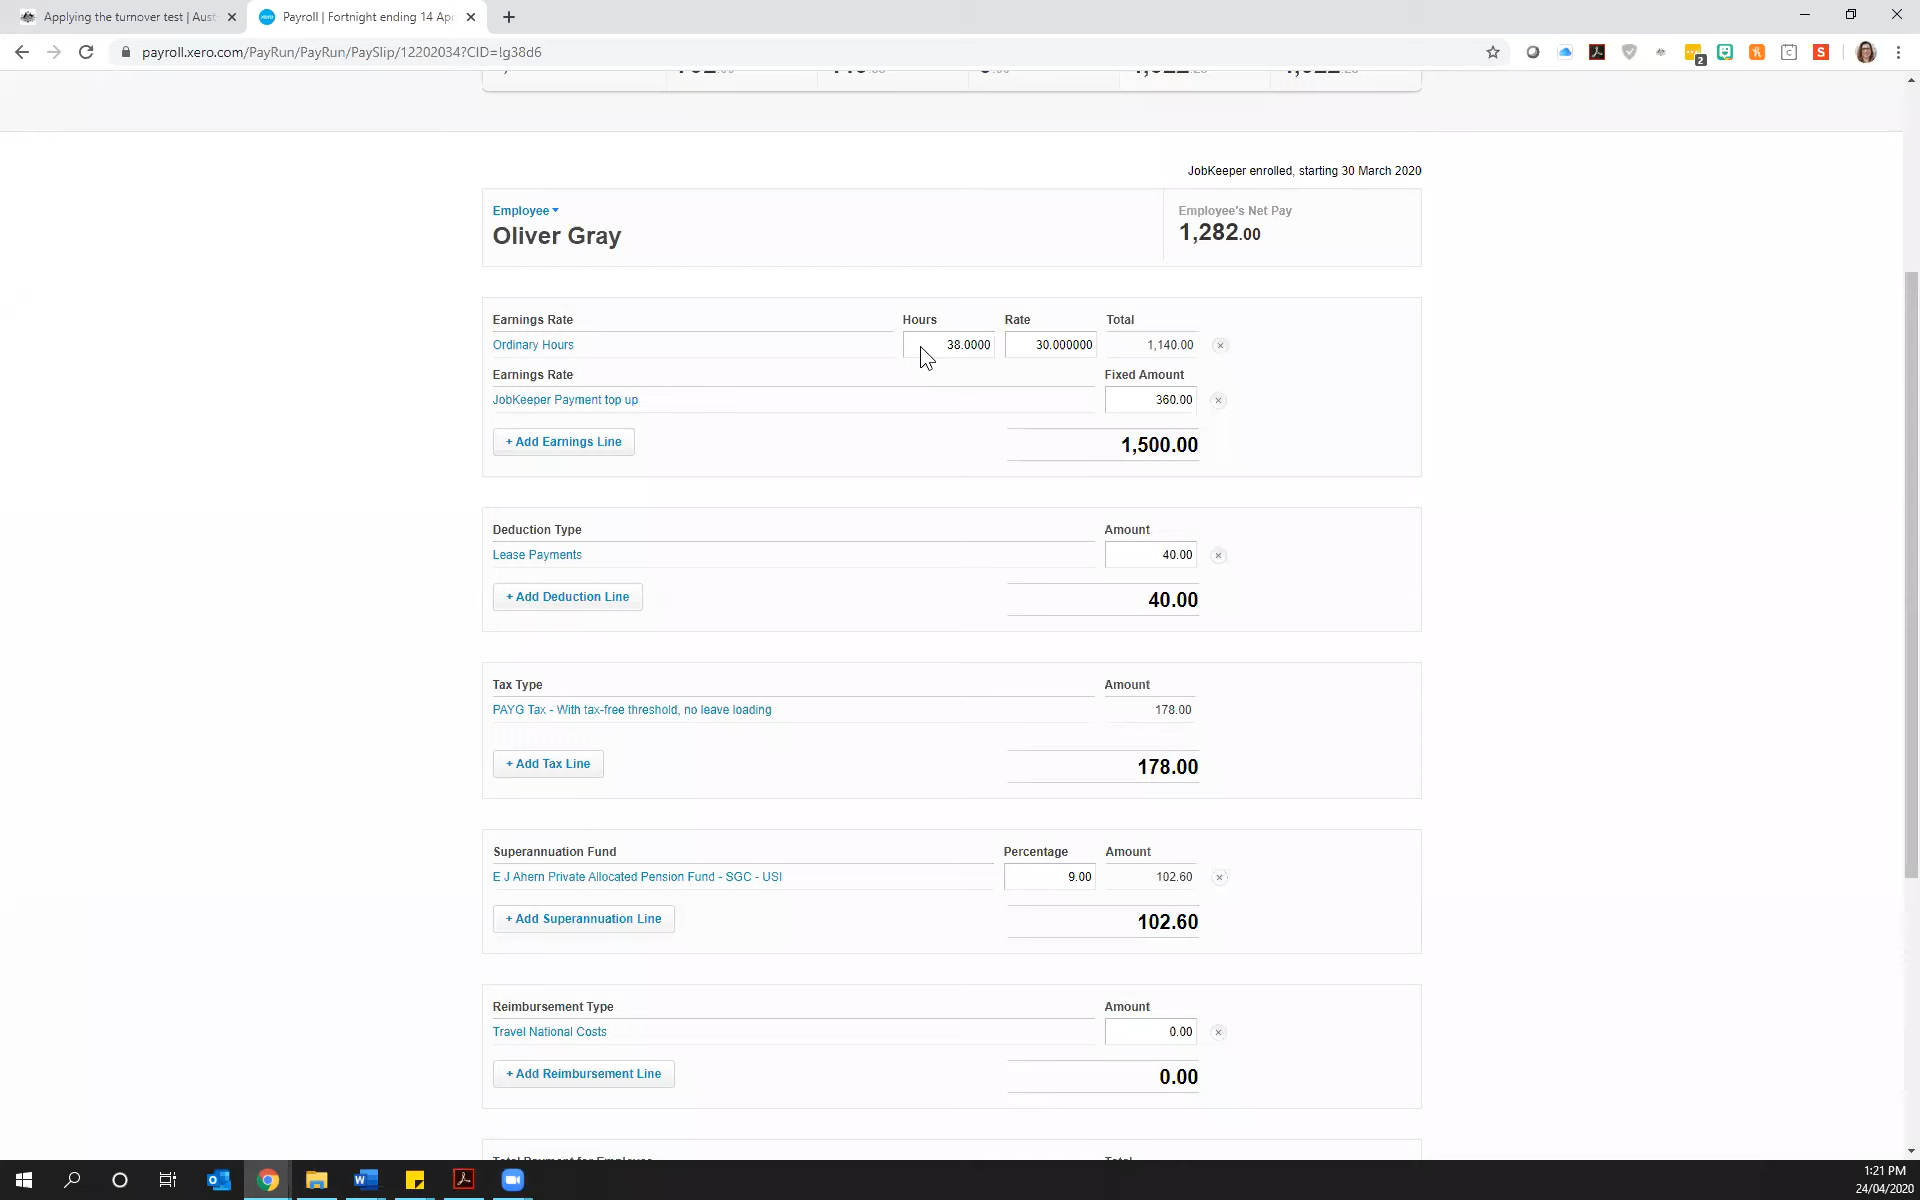 Applying the turnover test | Aust
Payroll | Fortnight ending 14 Apr
payroll.xero.com/PayRun/PayRun/PaySlip/12202034?CID=!g38d6
2
JobKeeper enrolled, starting 30 March 2020
Employee
Employee's Net Pay
Oliver Gray
1,282.00
Earnings Rate Hours Rate Total
Ordinary Hours 38.0000 30.000000 1,140.00
Earnings Rate Fixed Amount
JobKeeper Payment top up 360.00
+ Add Earnings Line 1,500.00
Deduction Type Amount
Lease Payments 40.00
+ Add Deduction Line 40.00
Tax Type Amount
PAYG Tax - With tax-free threshold, no leave loading 178.00
+ Add Tax Line 178.00
Superannuation Fund Percentage Amount
E J Ahern Private Allocated Pension Fund - SGC - USI 9.00 102.60
+ Add Superannuation Line 102.60
Reimbursement Type Amount
Travel National Costs 0.00
+ Add Reimbursement Line 0.00
1:21 PM
24/04/2020